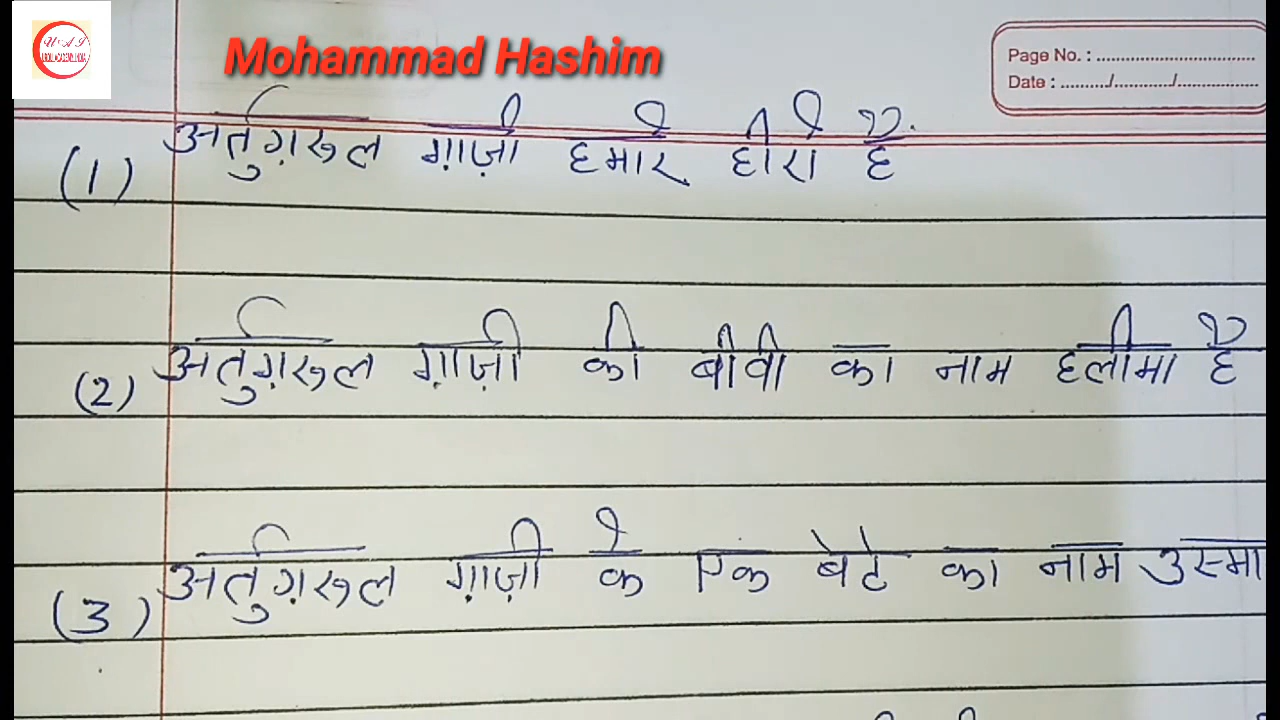 U A I
Mohammad Hashim
Page No. : ................................
Date : ........../.........../..................
(1) अर्तुग़रुल ग़ाज़ी हमारे हीरो हैं
(2) अर्तुग़रुल ग़ाज़ी की बीवी का नाम हलीमा है
(3) अर्तुग़रुल ग़ाज़ी के एक बेटे का नाम उस्मा